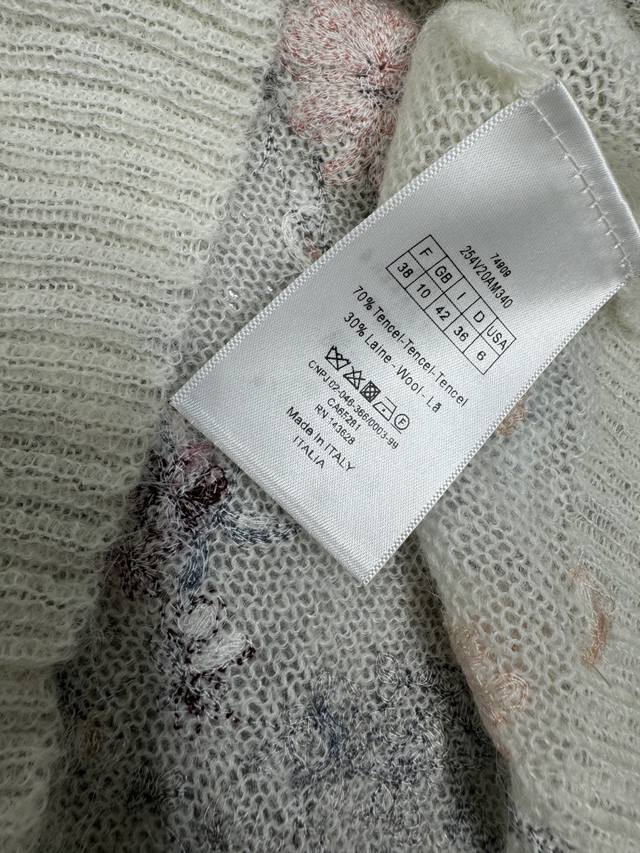 74809
254V20AM340
F GB I D USA
38 10 42 36 6
70% Tencel-Tencel-Tencel
30% Laine - Wool - Lã
F
CNPJ 02-046-366/0003-99
CA65281
RN 143628
Made in ITALY
ITALIA